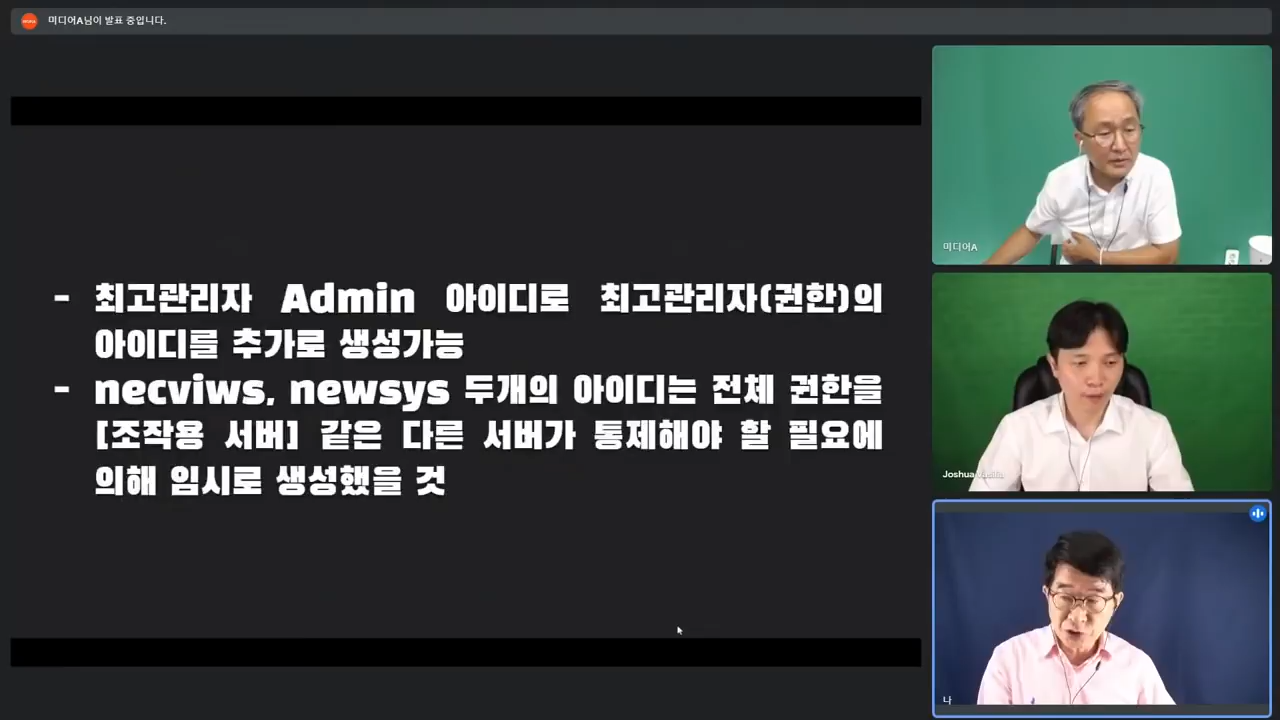 미디어A님이 발표 중입니다.
- 최고관리자 Admin 아이디로 최고관리자(권한)의
아이디를 추가로 생성가능
- necviws, newsys 두개의 아이디는 전체 권한을
[조작용 서버] 같은 다른 서버가 통제해야 할 필요에
의해 임시로 생성했을 것
미디어A
Joshua
나